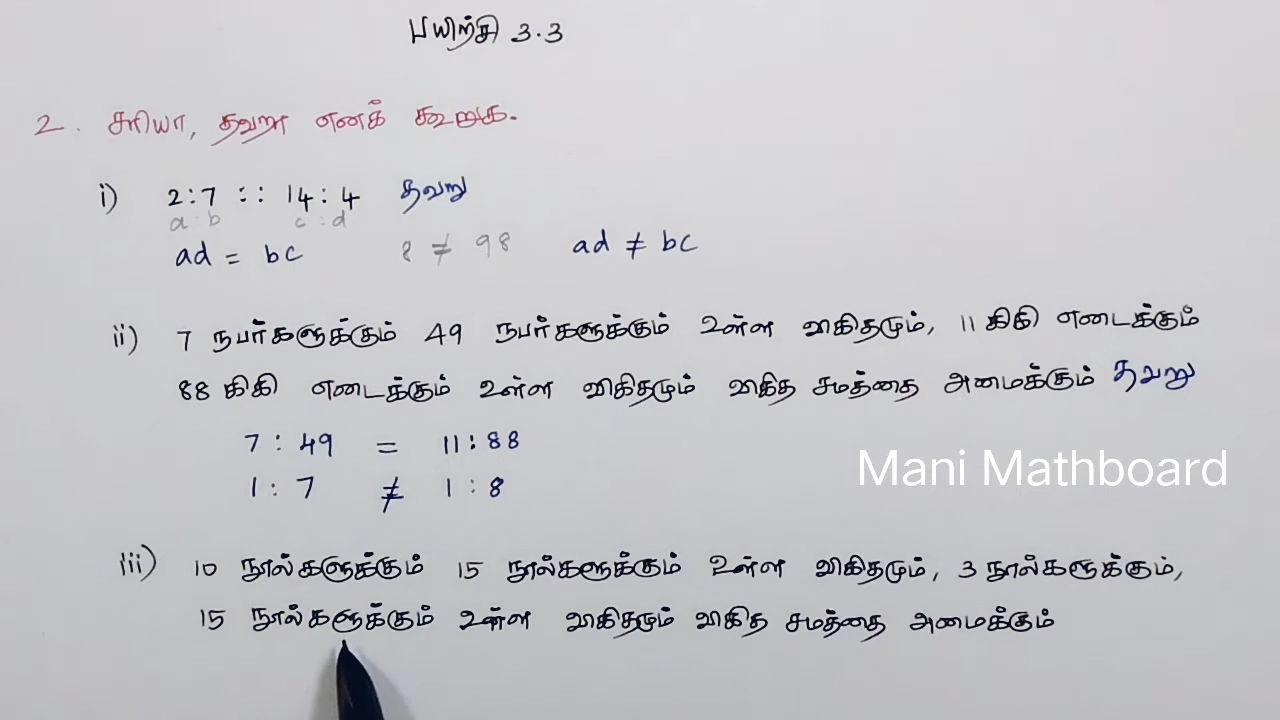 பயிற்சி 3.3
2. சரியா, தவறா எனக் கூறுக.
i) 2:7 :: 14:4 தவறு
a:b c:d
ad = bc 8 ≠ 98 ad ≠ bc
ii) 7 நபர்களுக்கும் 49 நபர்களுக்கும் உள்ள விகிதமும், 11 கிகி எடைக்கும்
88 கிகி எடைக்கும் உள்ள விகிதமும் விகித சமத்தை அமைக்கும் தவறு
7 : 49 = 11:88
1 : 7 ≠ 1 : 8
Mani Mathboard
iii) 10 நூல்களுக்கும் 15 நூல்களுக்கும் உள்ள விகிதமும், 3 நூல்களுக்கும்,
15 நூல்களுக்கும் உள்ள விகிதமும் விகித சமத்தை அமைக்கும்